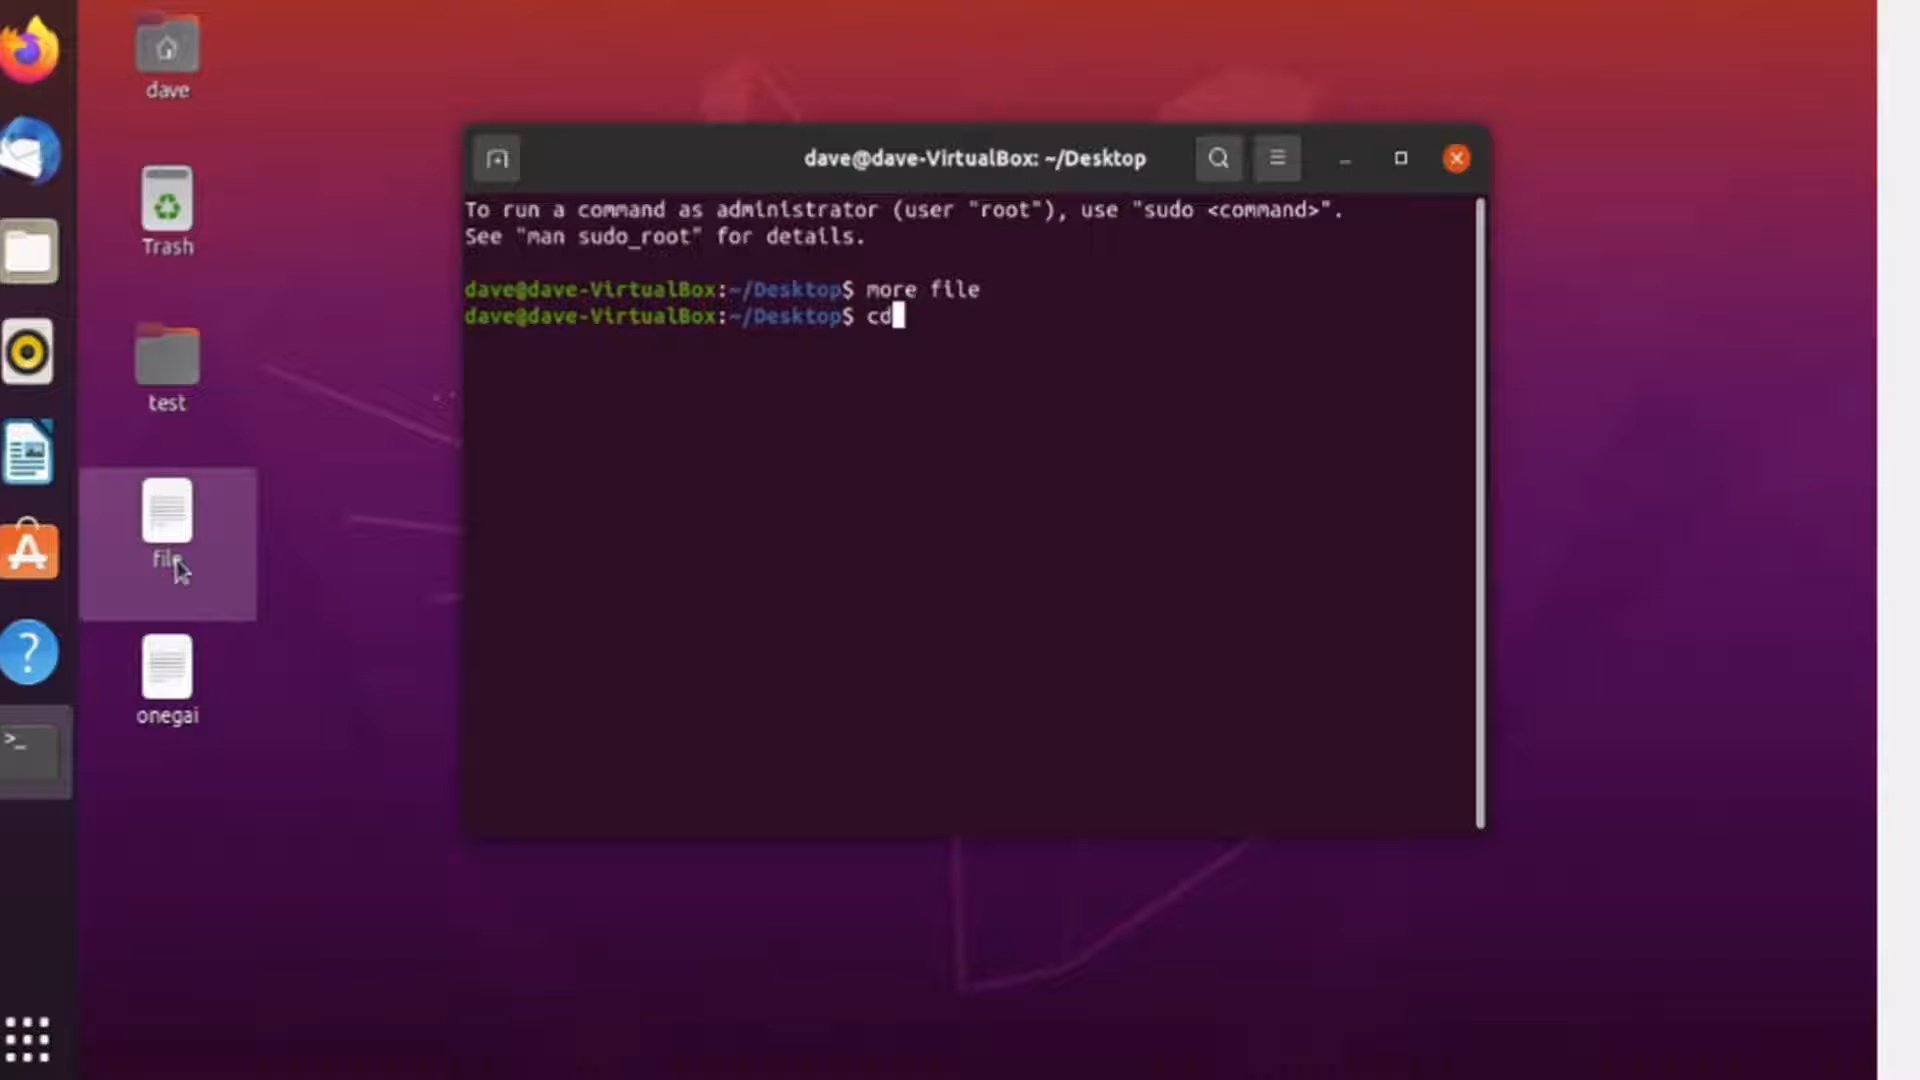 dave
Trash
test
file
onegai
dave@dave-VirtualBox: ~/Desktop
To run a command as administrator (user "root"), use "sudo <command>".
See "man sudo_root" for details.
dave@dave-VirtualBox:~/Desktop$ more file
dave@dave-VirtualBox:~/Desktop$ cd